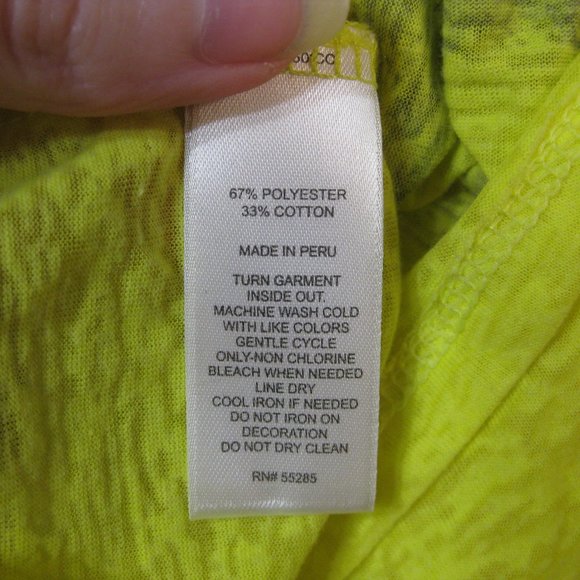 67% POLYESTER
33% COTTON
MADE IN PERU
TURN GARMENT
INSIDE OUT.
MACHINE WASH COLD
WITH LIKE COLORS
GENTLE CYCLE
ONLY-NON CHLORINE
BLEACH WHEN NEEDED
LINE DRY
COOL IRON IF NEEDED
DO NOT IRON ON
DECORATION
DO NOT DRY CLEAN
RN# 55285